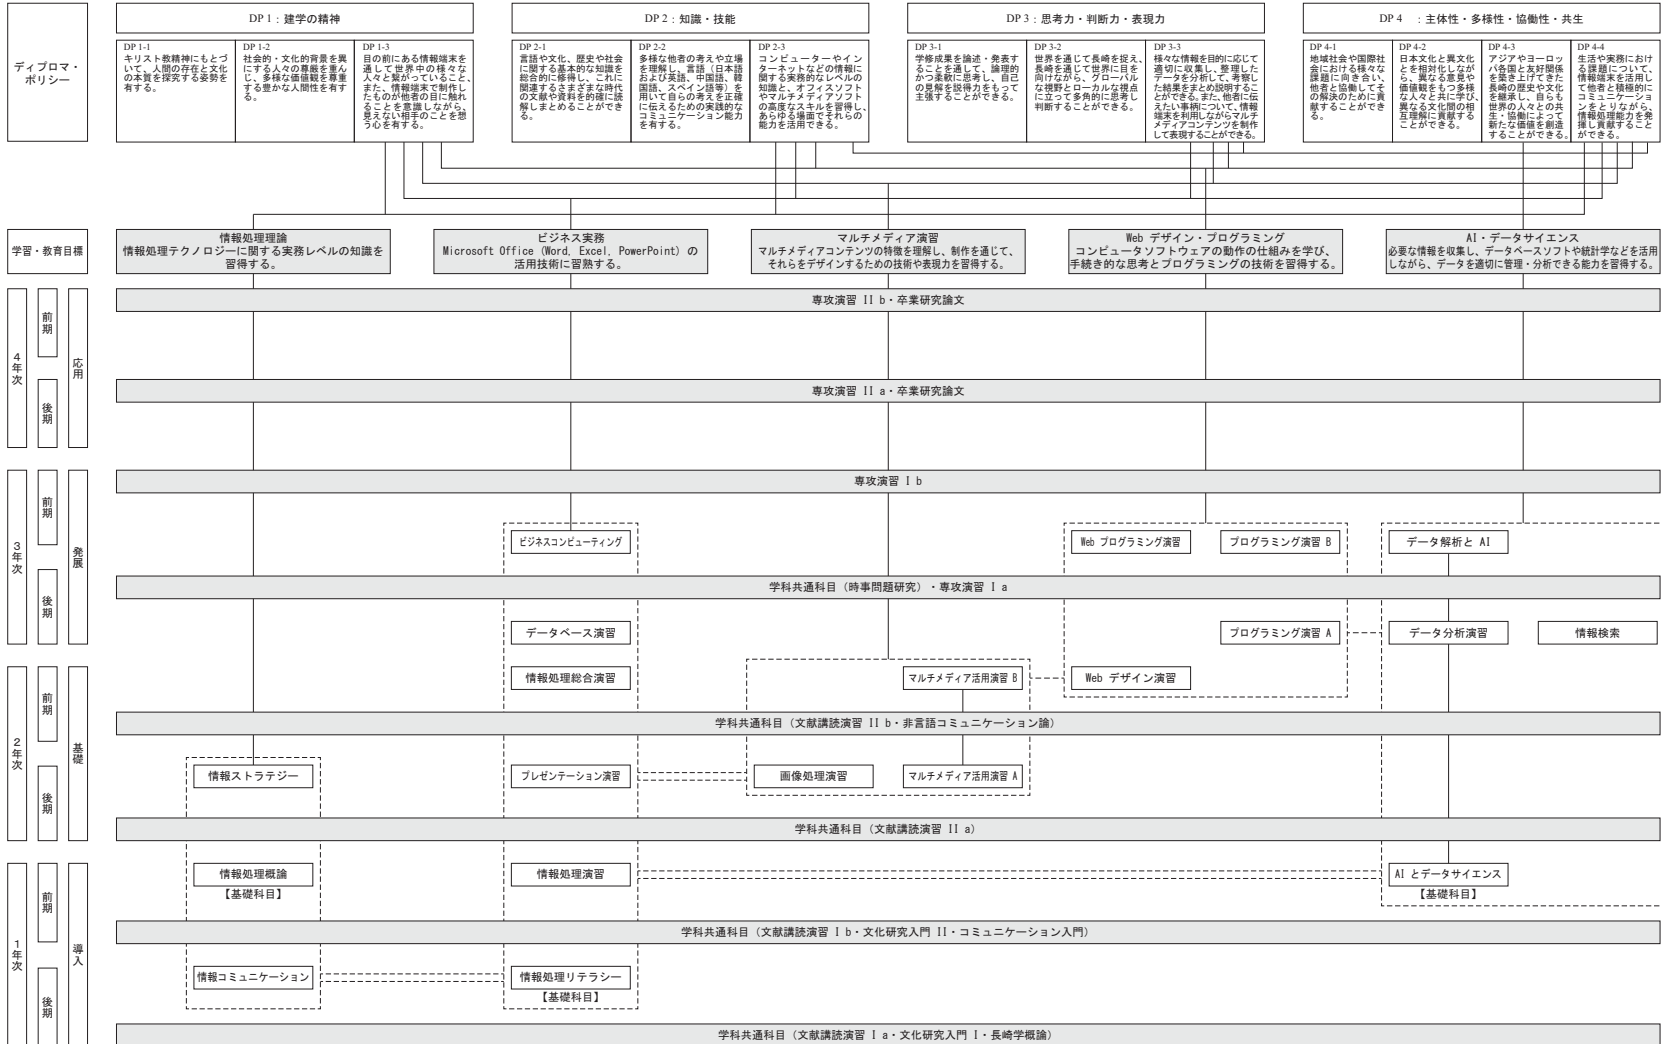 ディプロマ・
ポリシー
DP 1：建学の精神
DP 1-1
キリスト教精神にもとづ
いて、人間の存在と文化
の本質を探究する姿勢を
有する。
DP 1-2
社会的・文化的背景を異
にする人々の尊厳を重ん
じ、多様な価値観を尊重
する豊かな人間性を有す
る。
DP 1-3
目の前にある情報端末を
通して世界中の様々な
人々と繋がっていること、
また、情報端末で制作し
たものが他者の目に触れ
ることを意識しながら、
見えない相手のことを想
う心を有する。
DP 2：知識・技能
DP 2-1
言語や文化、歴史や社会
に関する基本的な知識を
総合的に修得し、これに
関連するさまざまな時代
の文献や資料を的確に読
解しまとめることができ
る。
DP 2-2
多様な他者の考えや立場
を理解し、言語（日本語
および英語、中国語、韓
国語、スペイン語等）を
用いて自らの考えを正確
に伝えるための実践的な
コミュニケーション能力
を有する。
DP 2-3
コンピューターやイン
ターネットなどの情報に
関する実務的なレベルの
知識と、オフィスソフト
やマルチメディアソフト
の高度なスキルを習得し、
あらゆる場面でそれらの
能力を活用できる。
DP 3：思考力・判断力・表現力
DP 3-1
学修成果を論述・発表す
ることを通して、論理的
かつ柔軟に思考し、自己
の見解を説得力をもって
主張することができる。
DP 3-2
世界を通じて長崎を捉え、
長崎を通じて世界に目を
向けながら、グローバル
な視野とローカルな視点
に立って多角的に思考し
判断することができる。
DP 3-3
様々な情報を目的に応じて
適切に収集し、整理した
データを分析して、考察し
た結果をまとめ説明するこ
とができる。また、他者に伝
えたい事柄について、情報
端末を利用しながらマルチ
メディアコンテンツを制作
して表現することができる。
DP 4　：主体性・多様性・協働性・共生
DP 4-1
地域社会や国際社
会における様々な
課題に向き合い、
他者と協働してそ
の解決のために貢
献することができ
る。
DP 4-2
日本文化と異文化
とを相対化しなが
ら、異なる意見や
価値観をもつ多様
な人々と共に学び、
異なる文化間の相
互理解に貢献する
ことができる。
DP 4-3
アジアやヨーロッ
パ各国と友好関係
を築き上げてきた
長崎の歴史や文化
を継承し、自らも
世界の人々との共
生・協働によって
新たな価値を創造
することができる。
DP 4-4
生活や実務におけ
る課題について、
情報端末を活用し
て他者と積極的に
コミュニケーショ
ンをとりながら、
情報処理能力を発
揮し貢献すること
ができる。
学習・教育目標
情報処理理論
情報処理テクノロジーに関する実務レベルの知識を
習得する。
ビジネス実務
Microsoft Office（Word, Excel, PowerPoint）の
活用技術に習熟する。
マルチメディア演習
マルチメディアコンテンツの特徴を理解し、制作を通じて、
それらをデザインするための技術や表現力を習得する。
Web デザイン・プログラミング
コンピュータソフトウェアの動作の仕組みを学び、
手続き的な思考とプログラミングの技術を習得する。
AI・データサイエンス
必要な情報を収集し、データベースソフトや統計学などを活用
しながら、データを適切に管理・分析できる能力を習得する。
4年次
前期
後期
応用
専攻演習 II b・卒業研究論文
専攻演習 II a・卒業研究論文
3年次
前期
後期
発展
専攻演習 I b
ビジネスコンピューティング
Web プログラミング演習
プログラミング演習 B
データ解析と AI
学科共通科目（時事問題研究）・専攻演習 I a
データベース演習
プログラミング演習 A
データ分析演習
情報検索
2年次
前期
後期
基礎
情報処理総合演習
マルチメディア活用演習 B
Web デザイン演習
学科共通科目（文献講読演習 II b・非言語コミュニケーション論）
情報ストラテジー
プレゼンテーション演習
画像処理演習
マルチメディア活用演習 A
学科共通科目（文献講読演習 II a）
1年次
前期
後期
導入
情報処理概論
【基礎科目】
情報処理演習
AI とデータサイエンス
【基礎科目】
学科共通科目（文献講読演習 I b・文化研究入門 II・コミュニケーション入門）
情報コミュニケーション
情報処理リテラシー
【基礎科目】
学科共通科目（文献講読演習 I a・文化研究入門 I・長崎学概論）